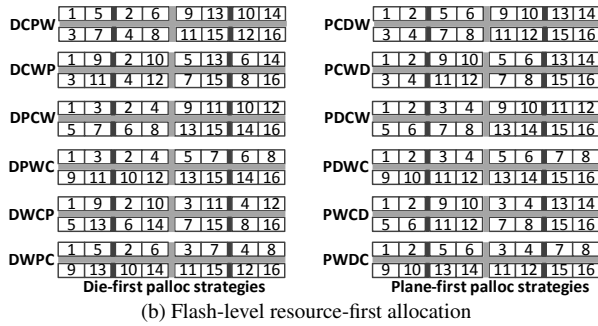 DCPW
1 5 2 6 9 13 10 14
3 7 4 8 11 15 12 16
DCWP
1 9 2 10 5 13 6 14
3 11 4 12 7 15 8 16
DPCW
1 3 2 4 9 11 10 12
5 7 6 8 13 15 14 16
DPWC
1 3 2 4 5 7 6 8
9 11 10 12 13 15 14 16
DWCP
1 9 2 10 3 11 4 12
5 13 6 14 7 15 8 16
DWPC
1 5 2 6 3 7 4 8
9 13 10 14 11 15 12 16
Die-first palloc strategies
PCDW
1 2 5 6 9 10 13 14
3 4 7 8 11 12 15 16
PCWD
1 2 9 10 5 6 13 14
3 4 11 12 7 8 15 16
PDCW
1 2 3 4 9 10 11 12
5 6 7 8 13 14 15 16
PDWC
1 2 3 4 5 6 7 8
9 10 11 12 13 14 15 16
PWCD
1 2 9 10 3 4 13 14
5 6 11 12 7 8 15 16
PWDC
1 2 5 6 3 4 7 8
9 10 13 14 11 12 15 16
Plane-first palloc strategies
(b) Flash-level resource-first allocation